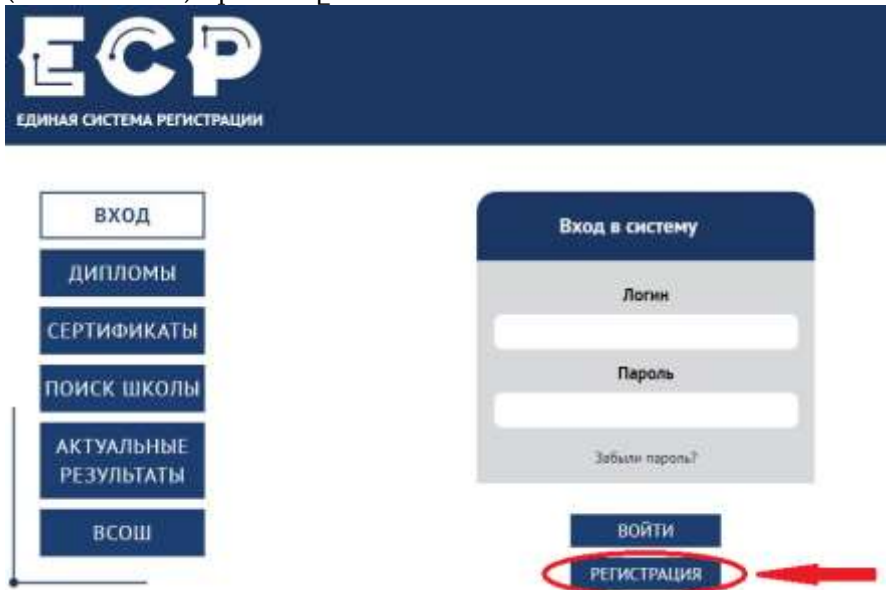 ЕСР
ЕДИНАЯ СИСТЕМА РЕГИСТРАЦИИ
ВХОД
ДИПЛОМЫ
СЕРТИФИКАТЫ
ПОИСК ШКОЛЫ
АКТУАЛЬНЫЕ
РЕЗУЛЬТАТЫ
ВСОШ
Вход в систему
Логин
Пароль
Забыли пароль?
ВОЙТИ
РЕГИСТРАЦИЯ